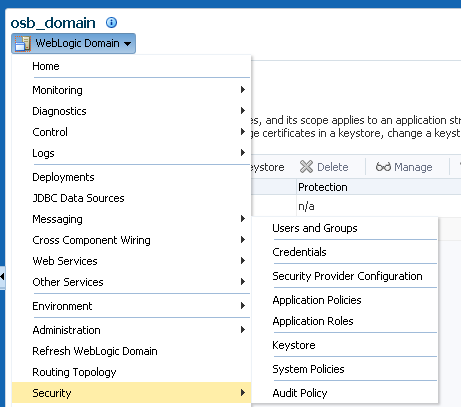 osb_domain
WebLogic Domain
Home
Monitoring
Diagnostics
Control
Logs
Deployments
JDBC Data Sources
Messaging
Cross Component Wiring
Web Services
Other Services
Environment
Administration
Refresh WebLogic Domain
Routing Topology
Security
es, and its scope applies to an application str
ge certificates in a keystore, change a keyst
eystore Delete Manage
Protection
n/a
Users and Groups
Credentials
Security Provider Configuration
Application Policies
Application Roles
Keystore
System Policies
Audit Policy